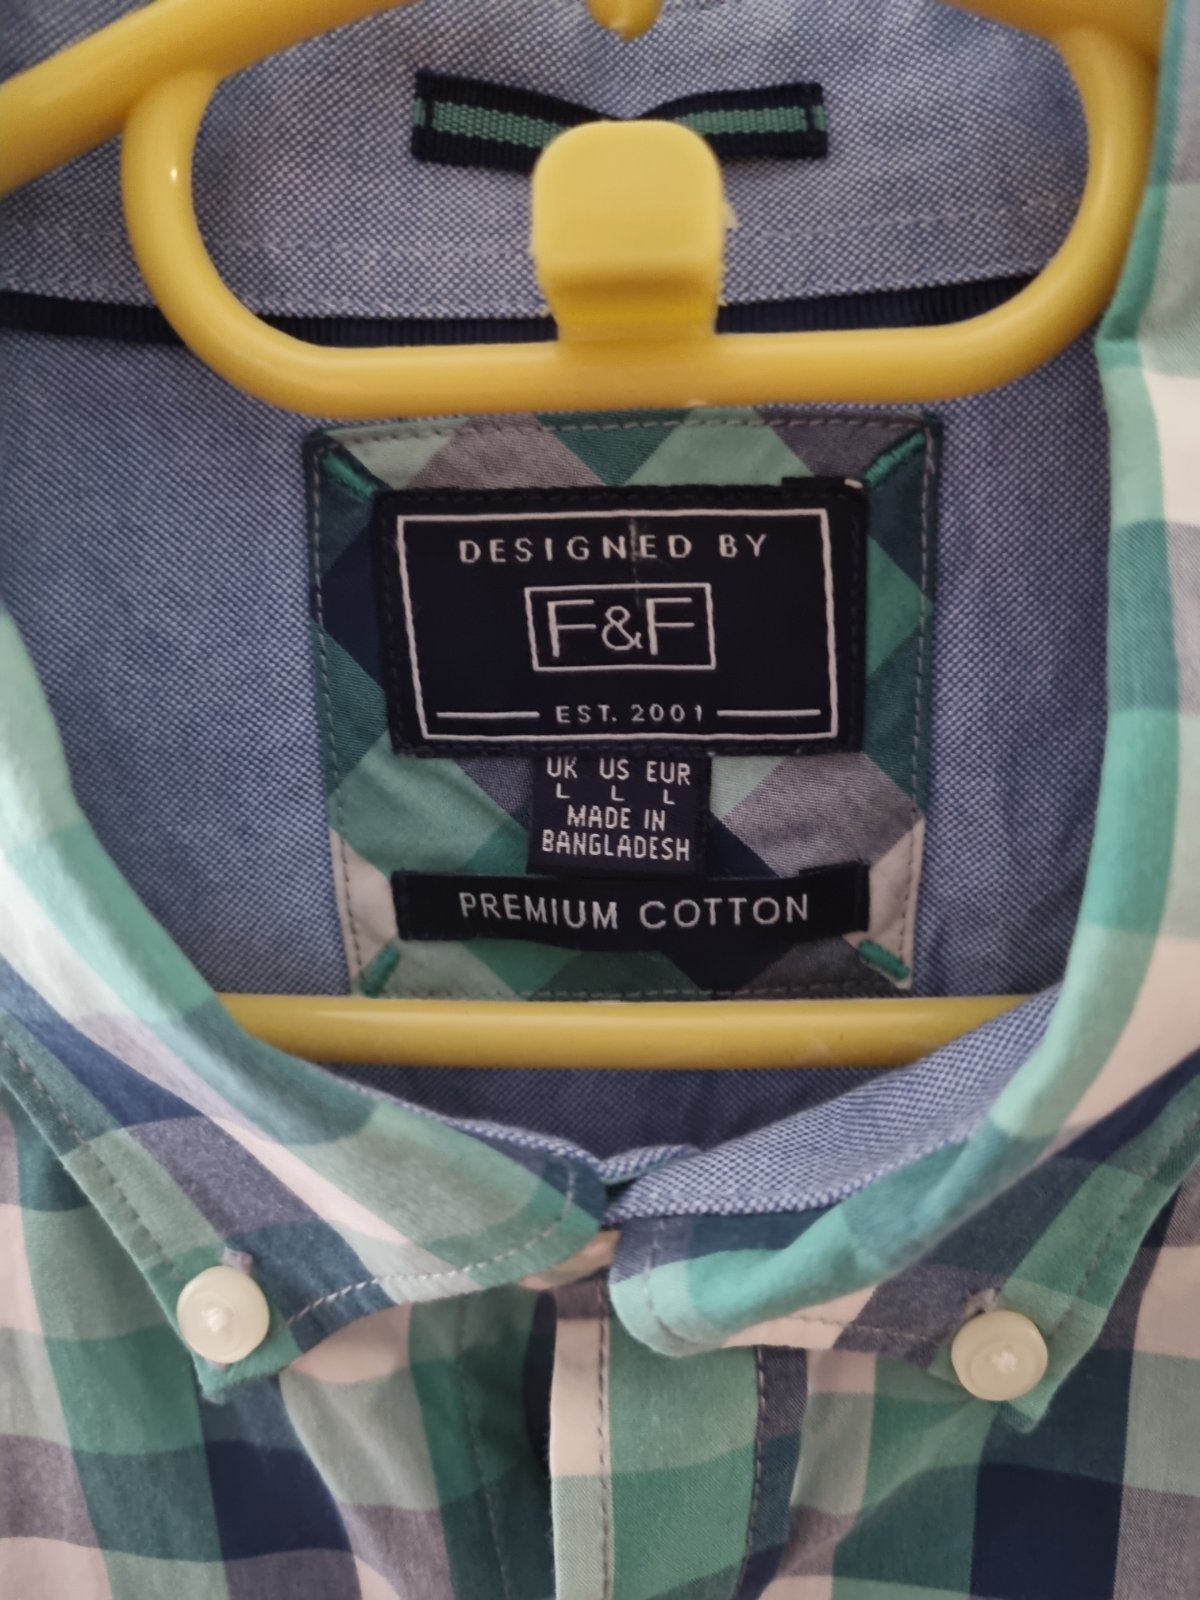 DESIGNED BY
F&F
EST. 2001
UK US EUR
L L L
MADE IN
BANGLADESH
PREMIUM COTTON